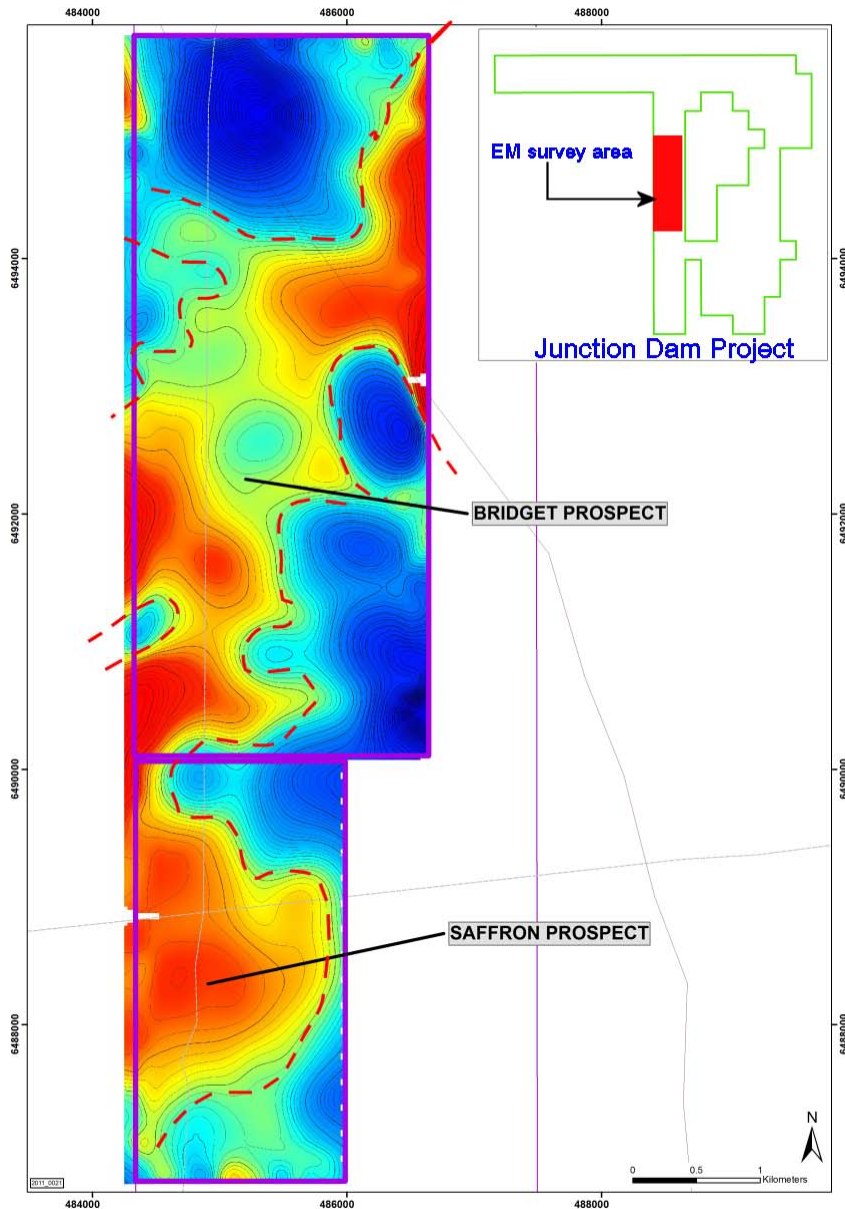 484000 486000 488000
EM survey area
Junction Dam Project
6494000 6494000
BRIDGET PROSPECT
6492000 6492000
6490000 6490000
SAFFRON PROSPECT
6488000 6488000
N
0 0.5 1
Kilometers
2011_0021
484000 486000 488000